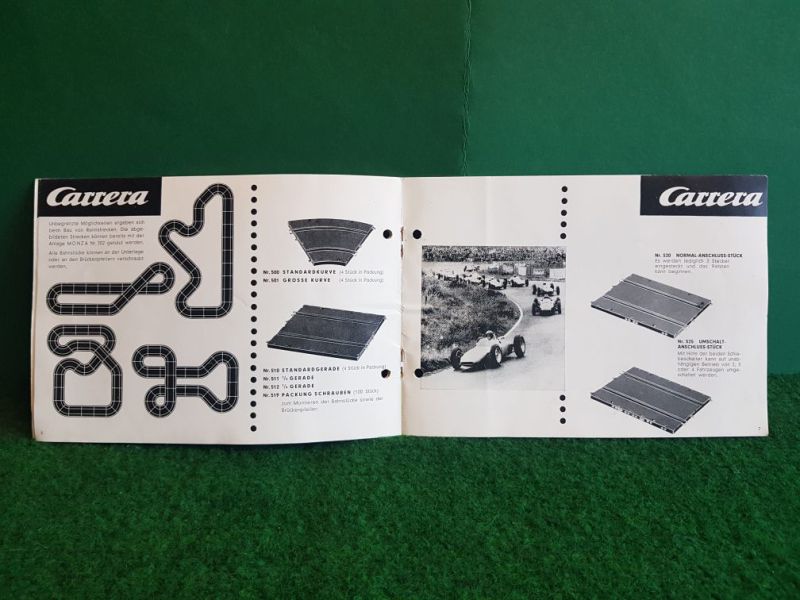 Carrera
Unbegrenzte Möglichkeiten ergeben sich
beim Bau von Rennstrecken. Die abge-
bildeten Strecken können bereits mit der
Anlage MONZA Nr. 102 gebaut werden.
Alle Bahnstücke können an der Unterlage
oder an den Brückenpfeilern verschraubt
werden.
Nr. 500 STANDARDKURVE (4 Stück in Packung)
Nr. 501 GROSSE KURVE (4 Stück in Packung)
Nr. 510 STANDARDGERADE (4 Stück in Packung)
Nr. 511 GERADE
Nr. 512 GERADE
Nr. 519 PACKUNG SCHRAUBEN (100 Stück)
zum Montieren der Bahnstücke sowie der
Brückenpfeiler
Carrera
Nr. 520 NORMAL-ANSCHLUSS-STÜCK
Es werden lediglich 2 Stecker
eingesteckt und das Rennen
kann beginnen.
Nr. 525 UMSCHALT-
ANSCHLUSS-STÜCK
Mit Hilfe der beiden Schie-
beschalter kann auf unab-
hängigen Betrieb von 2, 3
oder 4 Fahrzeugen umge-
schaltet werden.
7